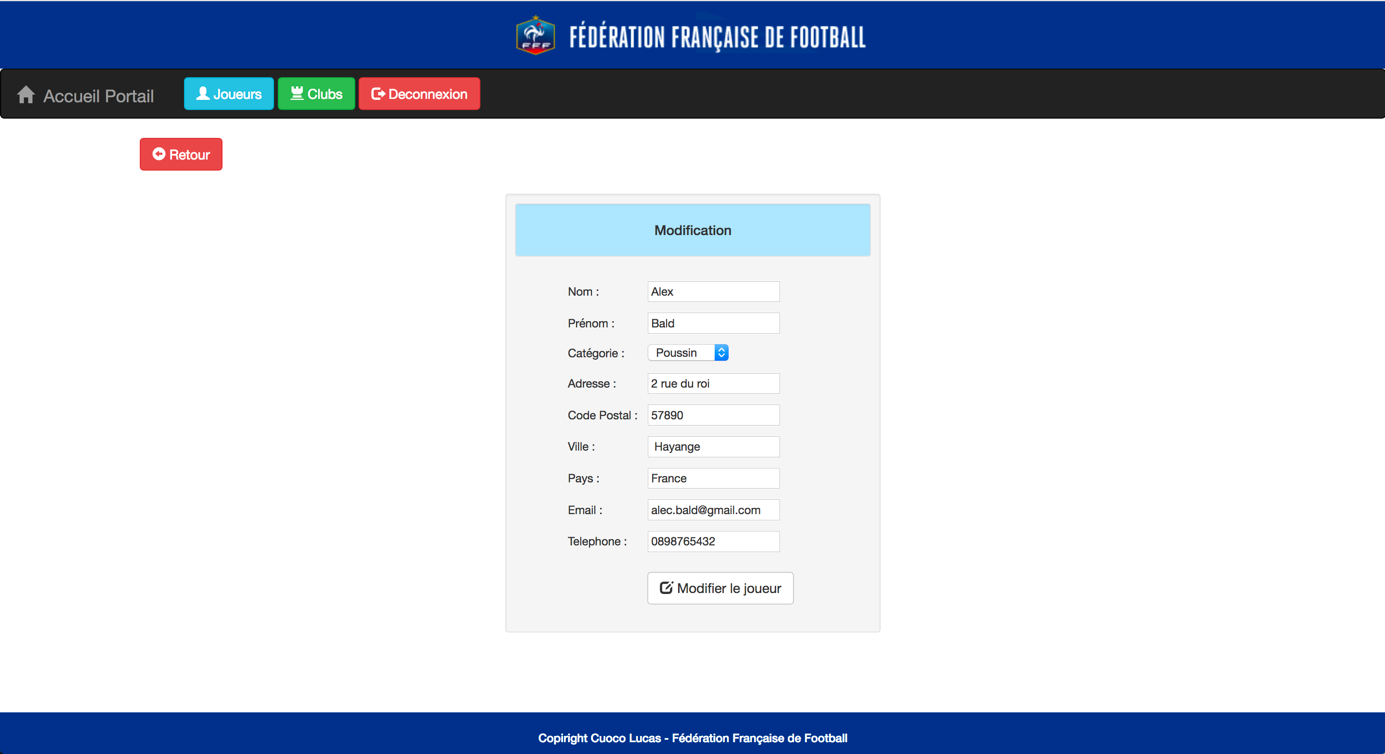 FFF FÉDÉRATION FRANÇAISE DE FOOTBALL
Accueil Portail Joueurs Clubs Deconnexion
Retour
Modification
Nom : Alex
Prénom : Bald
Catégorie : Poussin
Adresse : 2 rue du roi
Code Postal : 57890
Ville : Hayange
Pays : France
Email : alec.bald@gmail.com
Telephone : 0898765432
Modifier le joueur
Copiright Cuoco Lucas - Fédération Française de Football